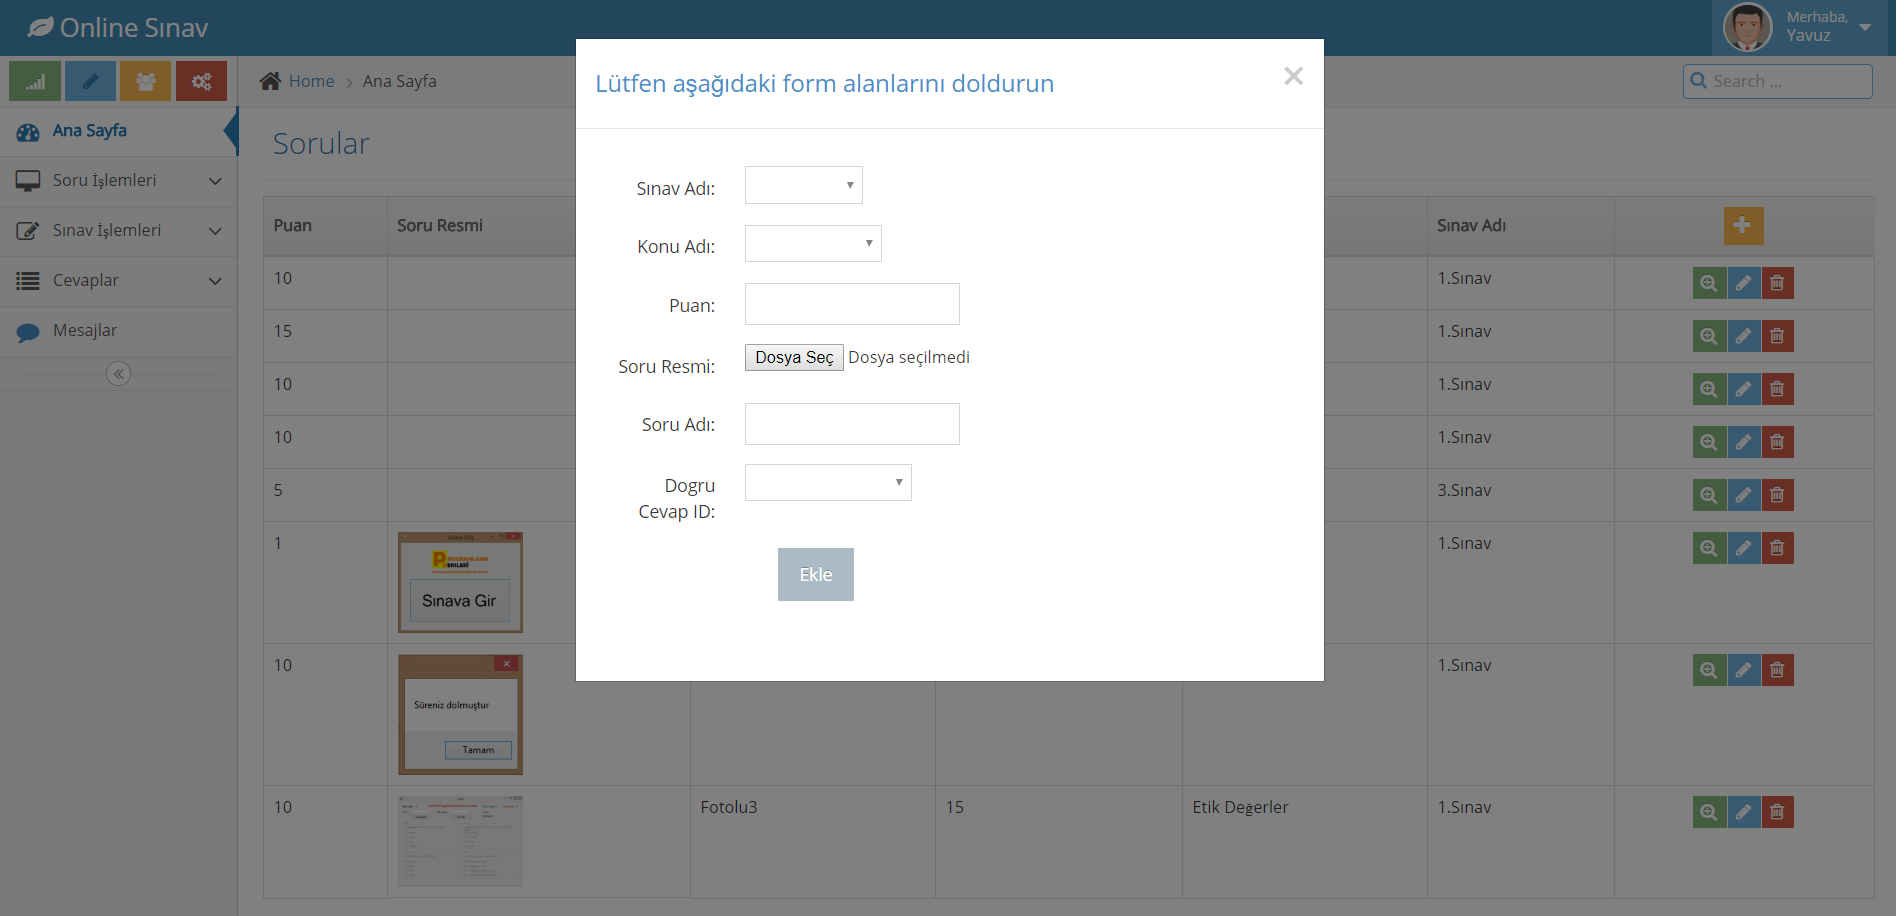 Online Sınav
Merhaba,
Yavuz
Home
Ana Sayfa
Search ...
Ana Sayfa
Soru İşlemleri
Sınav İşlemleri
Cevaplar
Mesajlar
Sorular
Lütfen aşağıdaki form alanlarını doldurun
×
Sınav Adı:
Konu Adı:
Puan:
Soru Resmi:
Dosya Seç Dosya seçilmedi
Soru Adı:
Dogru
Cevap ID:
Ekle
Puan Soru Resmi Sınav Adı
10 1.Sınav
15 1.Sınav
10 1.Sınav
10 1.Sınav
5 3.Sınav
1 1.Sınav
PROGRAMLAMA
Sınava Gir
10 1.Sınav
Süreniz dolmuştur
Tamam
10 Fotolu3 15 Etik Değerler 1.Sınav